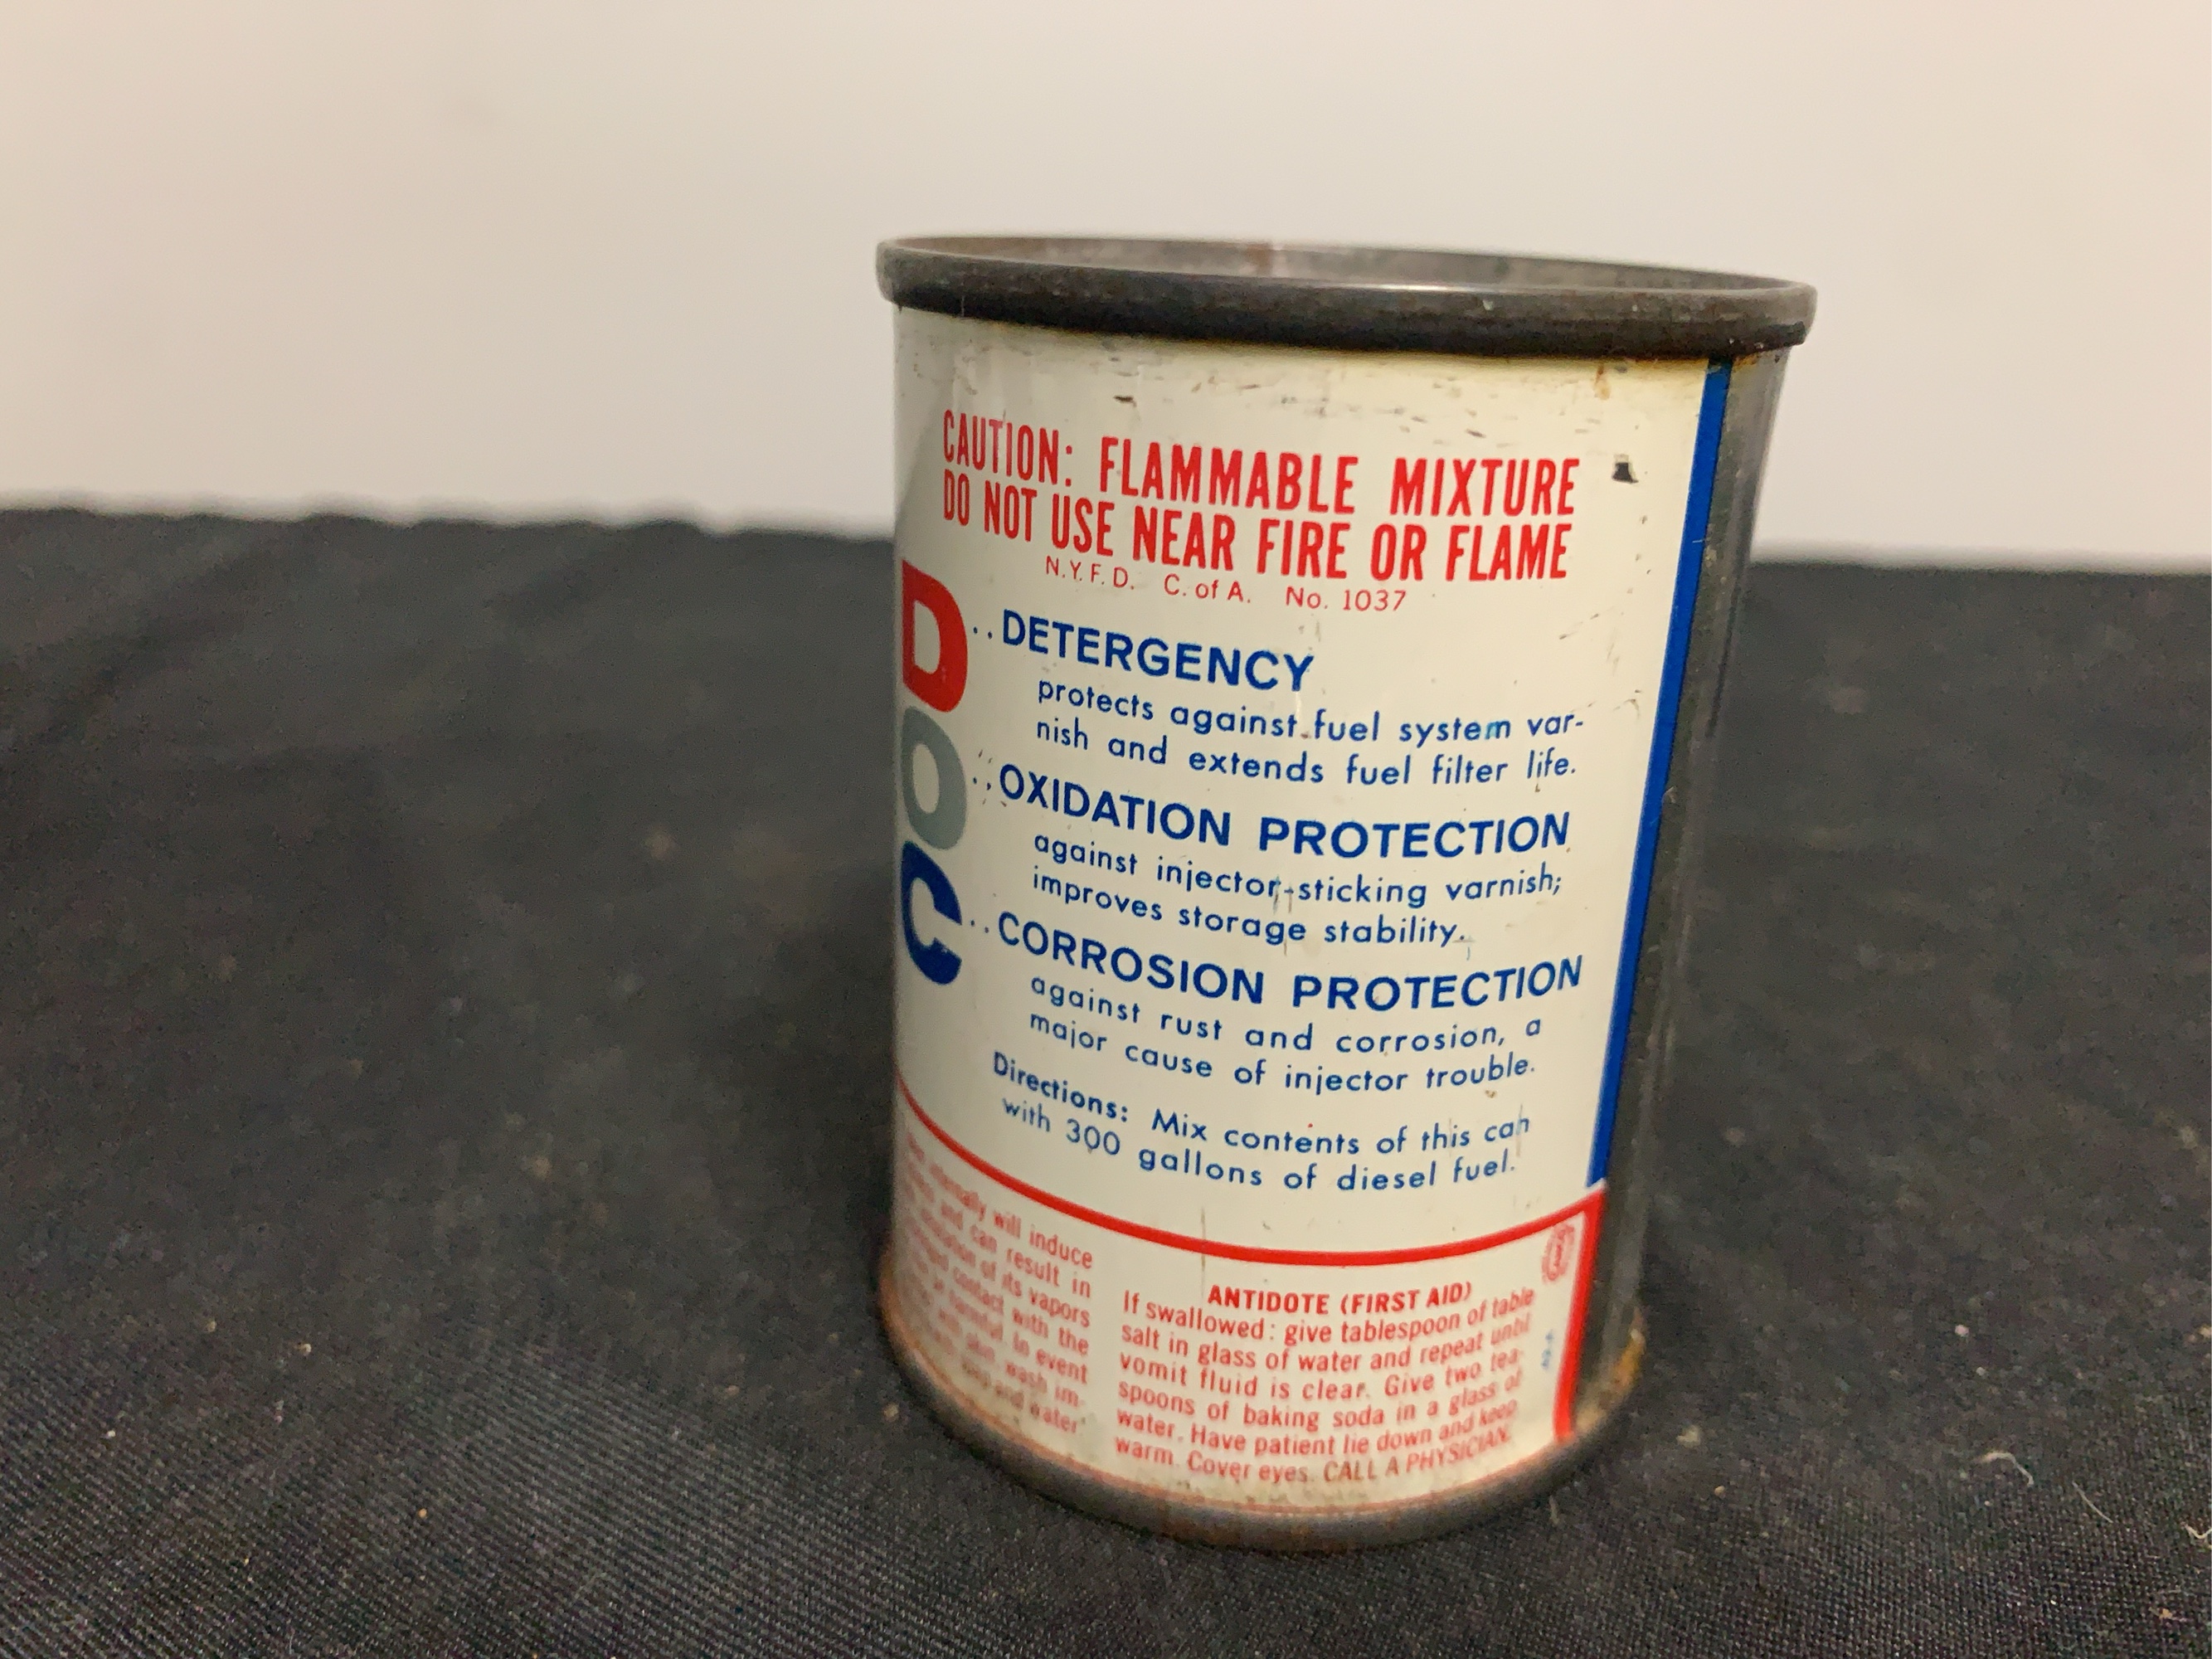 CAUTION: FLAMMABLE MIXTURE
DO NOT USE NEAR FIRE OR FLAME
N.Y.F.D. C. of A. No. 1037
D..DETERGENCY
protects against fuel system var-
nish and extends fuel filter life.
O..OXIDATION PROTECTION
against injector-sticking varnish;
improves storage stability.
C..CORROSION PROTECTION
against rust and corrosion, a
major cause of injector trouble.
Directions: Mix contents of this can
with 300 gallons of diesel fuel.
will induce
and can result in
of its vapors
contact with the
be harmful. In event
with skin, wash im-
soap and water
ANTIDOTE (FIRST AID)
If swallowed: give tablespoon of table
salt in glass of water and repeat until
vomit fluid is clear. Give two tea-
spoons of baking soda in a glass of
water. Have patient lie down and keep
warm. Cover eyes. CALL A PHYSICIAN.